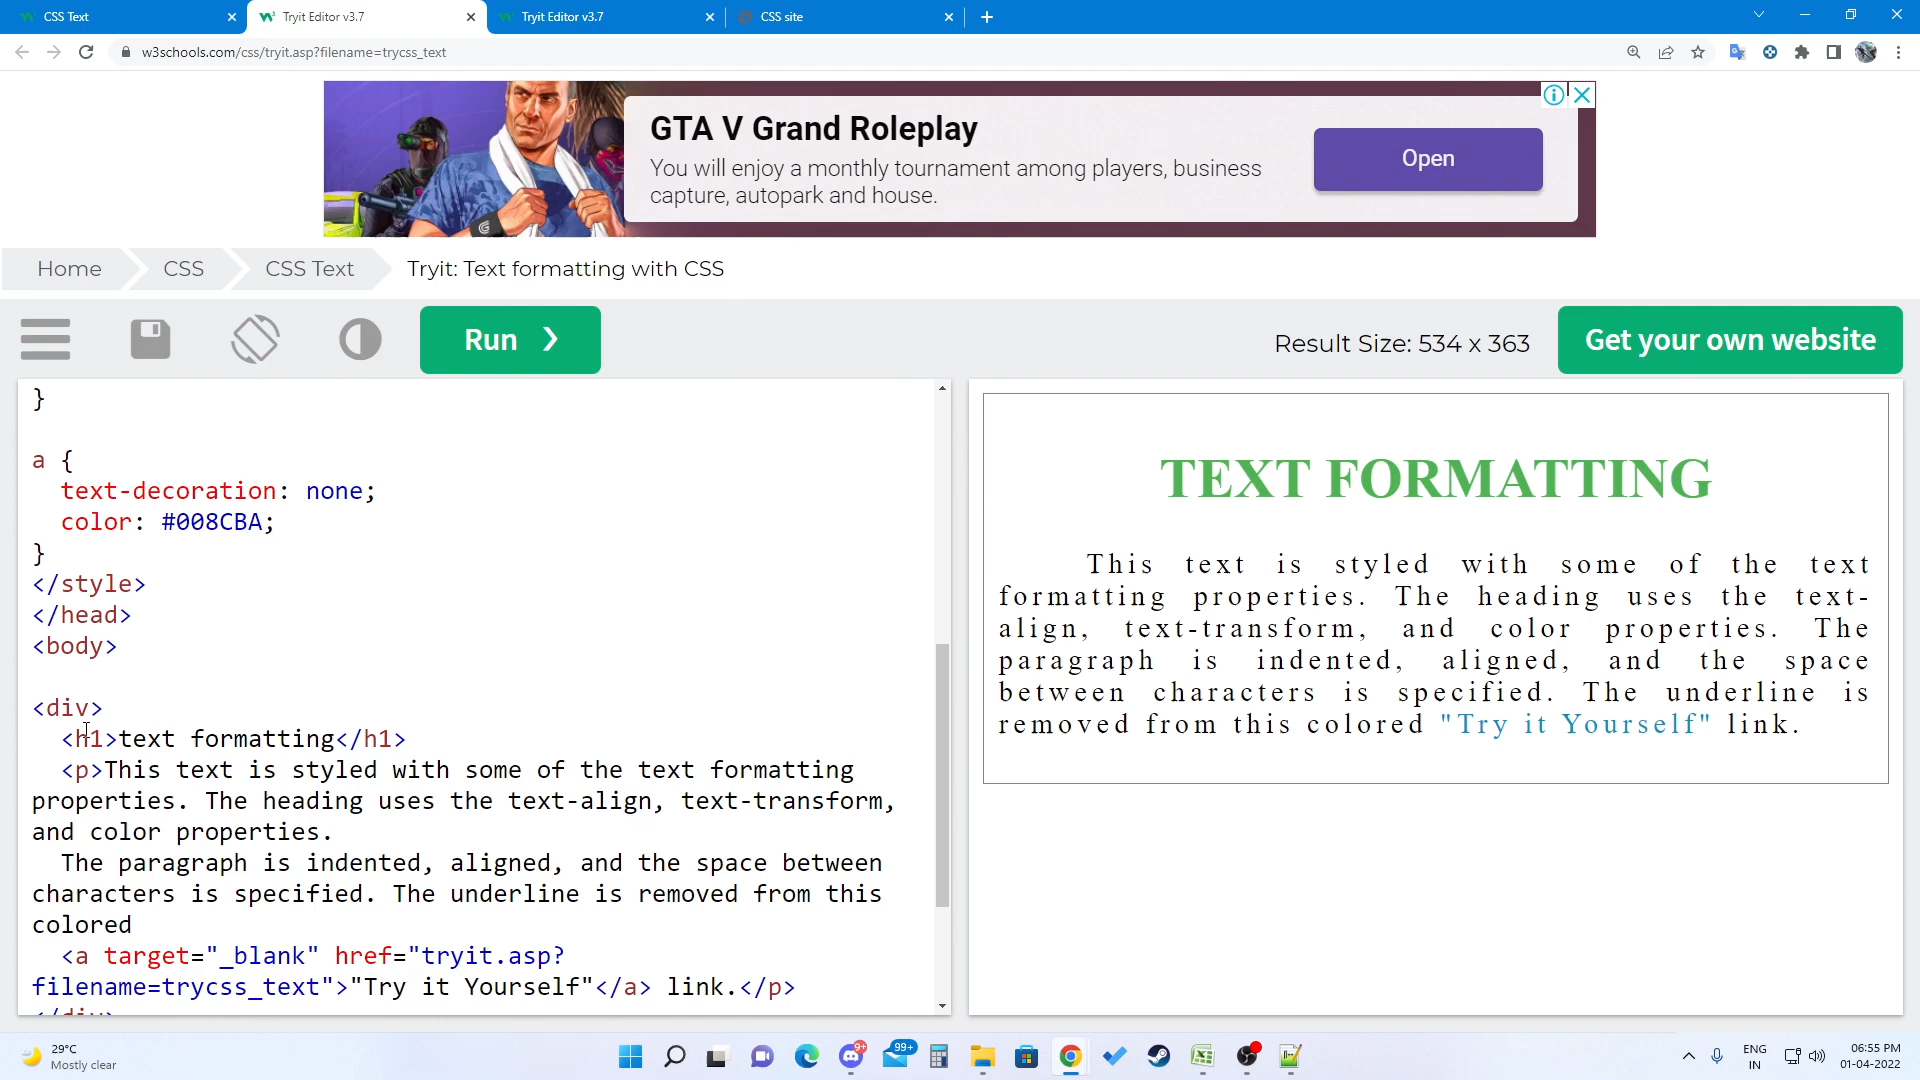 CSS Text
Tryit Editor v3.7
Tryit Editor v3.7
CSS site
w3schools.com/css/tryit.asp?filename=trycss_text
GTA V Grand Roleplay
You will enjoy a monthly tournament among players, business
capture, autopark and house.
Open
Home
CSS
CSS Text
Tryit: Text formatting with CSS
Run ❯
Result Size: 534 x 363
Get your own website
}
a {
text-decoration: none;
color: #008CBA;
}
</style>
</head>
<body>
<div>
<h1>text formatting</h1>
<p>This text is styled with some of the text formatting
properties. The heading uses the text-align, text-transform,
and color properties.
The paragraph is indented, aligned, and the space between
characters is specified. The underline is removed from this
colored
<a target="_blank" href="tryit.asp?
filename=trycss_text">"Try it Yourself"</a> link.</p>
</div>
TEXT FORMATTING
This text is styled with some of the text
formatting properties. The heading uses the text-
align, text-transform, and color properties. The
paragraph is indented, aligned, and the space
between characters is specified. The underline is
removed from this colored "Try it Yourself" link.
29°C
Mostly clear
9+
99+
ENG
IN
06:55 PM
01-04-2022